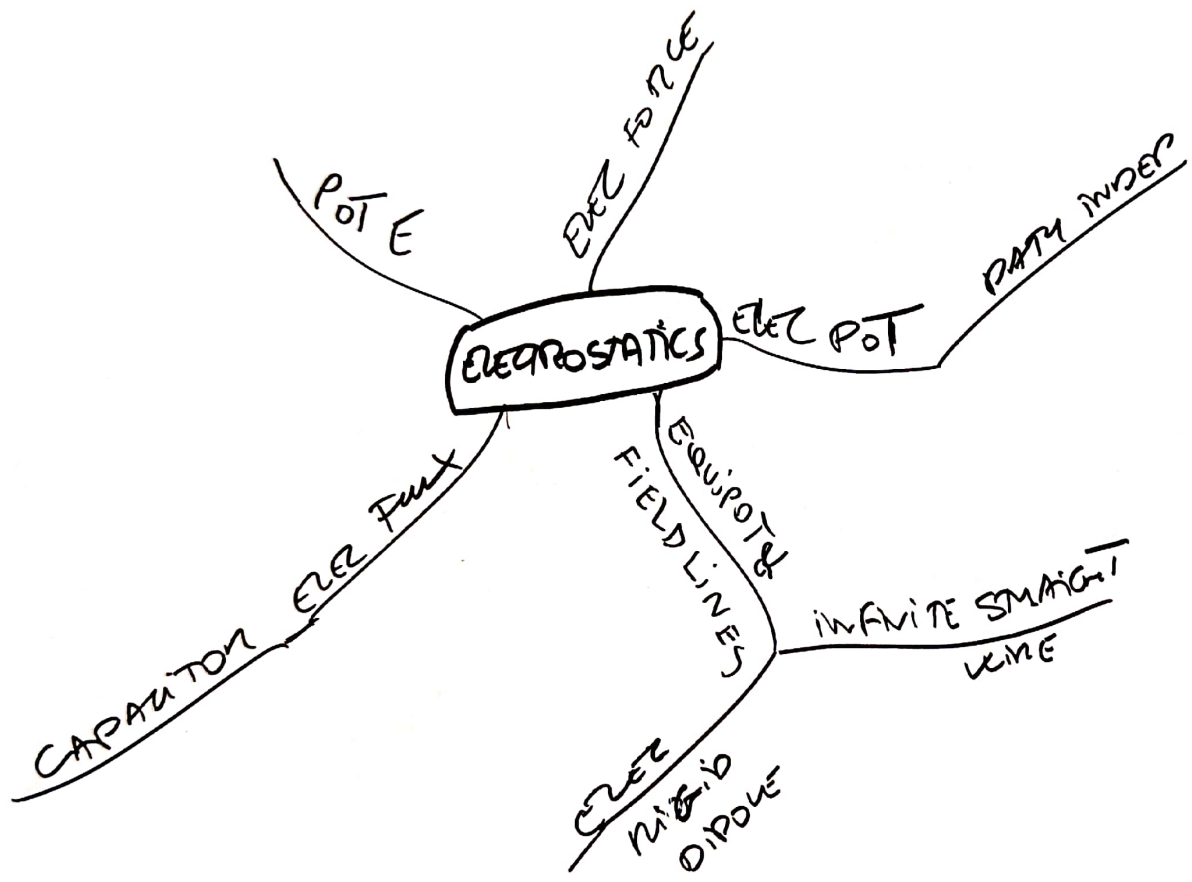 ELEC FORCE
POT E
PATH INDEP
ELEC POT
ELECTROSTATICS
EQUIPOT &
FIELD LINES
ELEC FLUX
CAPACITOR
INFINITE STRAIGHT
WIRE
ELEC
RIGID
DIPOLE